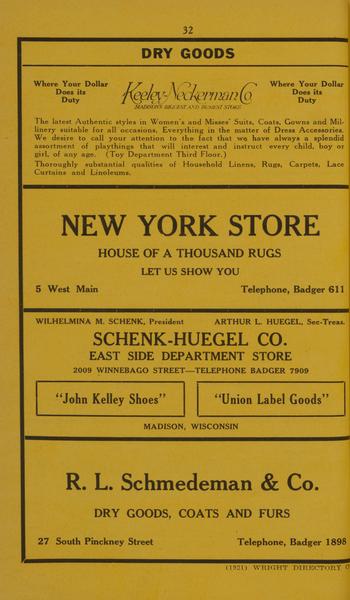 32
DRY GOODS
Where Your Dollar
Does its
Duty
Keeley-Neckerman Co
MADISON'S BIGGEST AND BUSIEST STORE
Where Your Dollar
Does its
Duty
The latest Authentic styles in Women's and Misses' Suits, Coats, Gowns and Mil-
linery suitable for all occasions, Everything in the matter of Dress Accessories.
We desire to call your attention to the fact that we have always a splendid
assortment of playthings that will interest and instruct every child, boy or
girl, of any age. (Toy Department Third Floor.)
Thoroughly substantial qualities of Household Linens, Rugs, Carpets, Lace
Curtains and Linoleums.
NEW YORK STORE
HOUSE OF A THOUSAND RUGS
LET US SHOW YOU
5 West Main Telephone, Badger 611
WILHELMINA M. SCHENK, President ARTHUR L. HUEGEL, Sec-Treas.
SCHENK-HUEGEL CO.
EAST SIDE DEPARTMENT STORE
2009 WINNEBAGO STREET—TELEPHONE BADGER 7909
"John Kelley Shoes" "Union Label Goods"
MADISON, WISCONSIN
R. L. Schmedeman & Co.
DRY GOODS, COATS AND FURS
27 South Pinckney Street Telephone, Badger 1898
(1921) WRIGHT DIRECTORY C